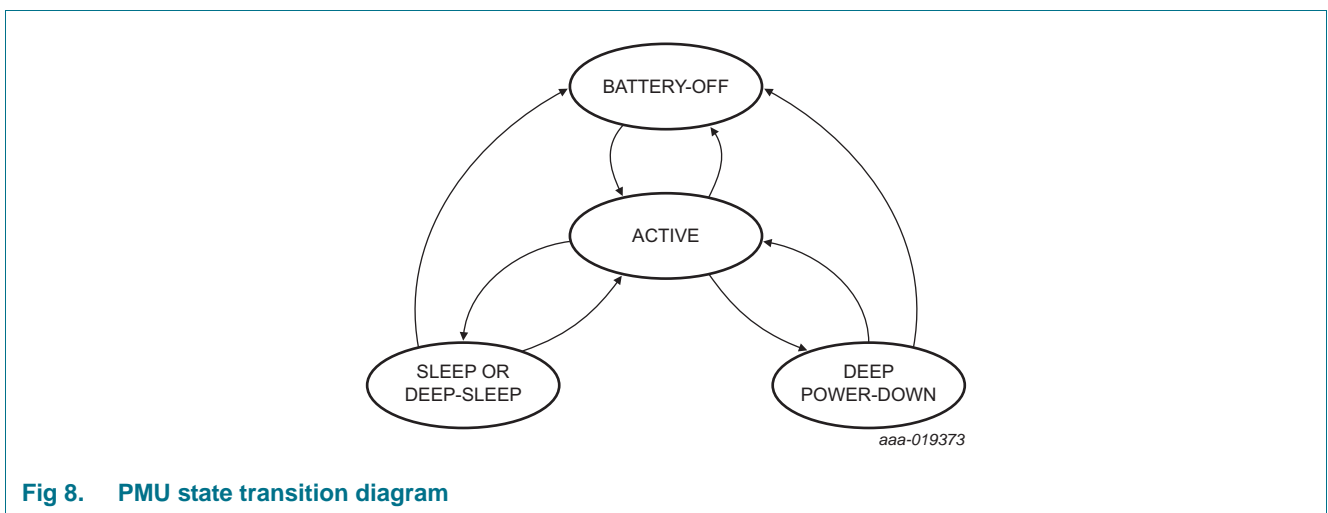 BATTERY-OFF
ACTIVE
SLEEP OR
DEEP-SLEEP
DEEP
POWER-DOWN
aaa-019373
Fig 8. PMU state transition diagram